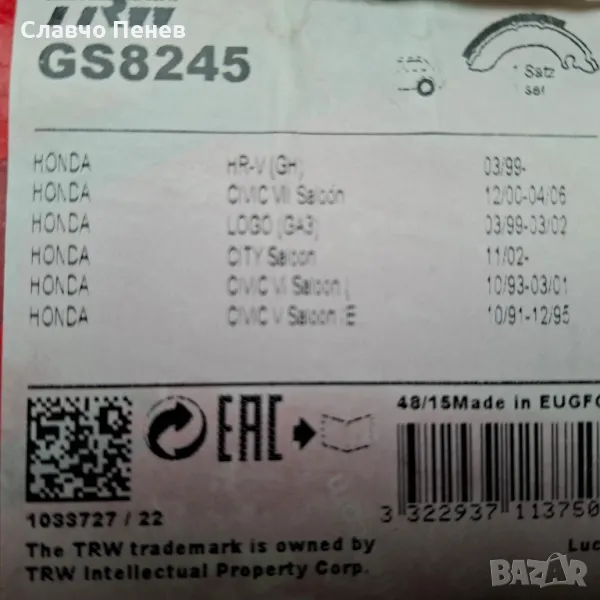 Славчо Пенев
TRW
GS8245
1 Satz
set
HONDA HR-V (GH) 03/99-
HONDA CIVIC VII Saloon 12/00-04/06
HONDA LOGO (GA3) 03/99-03/02
HONDA CITY Saloon 11/02-
HONDA CIVIC VI Saloon ( 10/93-03/01
HONDA CIVIC V Saloon (E 10/91-12/95
EAC
48/15Made in EUGFC
1033727 / 22
3 322937 113750
The TRW trademark is owned by
TRW Intellectual Property Corp.
Luc
BAZAR